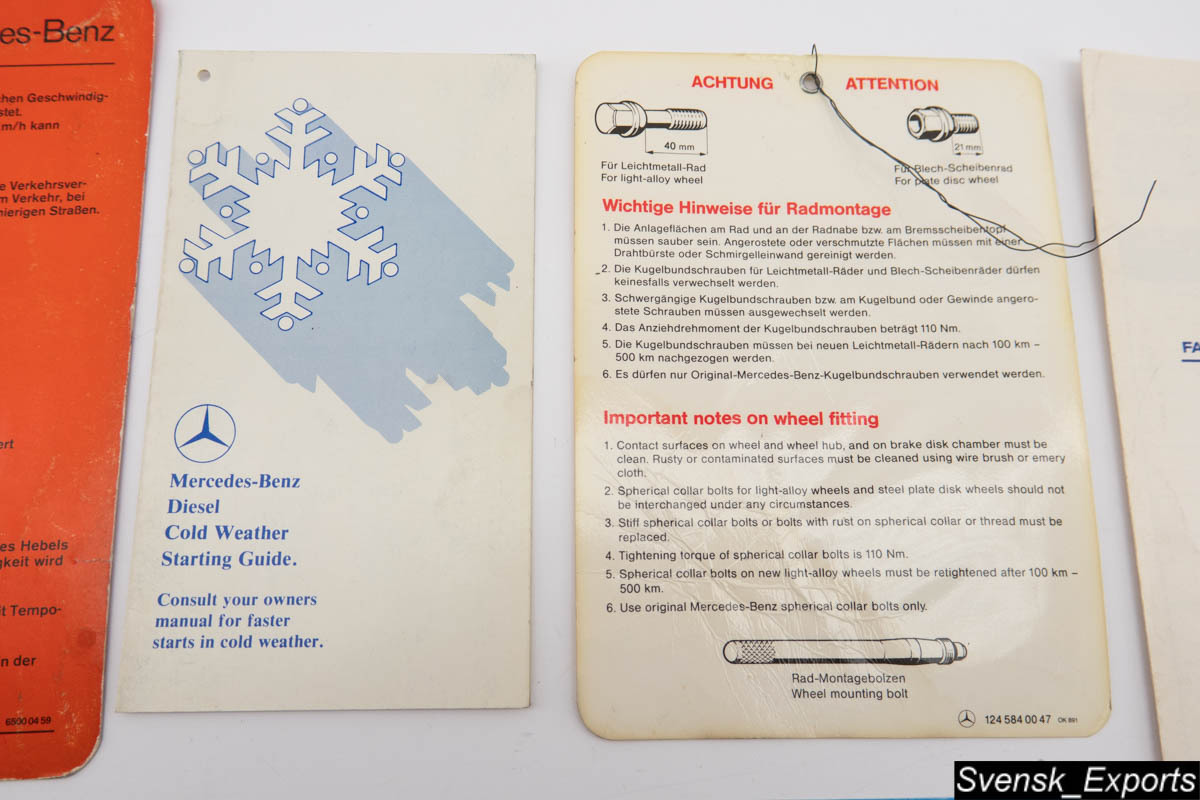 es-Benz
chen Geschwindig-
stet.
m/h kann
e Verkehrsver-
m Verkehr, bei
nierigen Straßen.
ert
es Hebels
gkeit wird
it Tempo-
n der
6500 04 59
Mercedes-Benz
Diesel
Cold Weather
Starting Guide.
Consult your owners
manual for faster
starts in cold weather.
ACHTUNG ATTENTION
40 mm
21 mm
Für Leichtmetall-Rad
For light-alloy wheel
Für Blech-Scheibenrad
For plate disc wheel
Wichtige Hinweise für Radmontage
1. Die Anlageflächen am Rad und an der Radnabe bzw. am Bremsscheibentopf
müssen sauber sein. Angerostete oder verschmutzte Flächen müssen mit einer
Drahtbürste oder Schmirgelleinwand gereinigt werden.
2. Die Kugelbundschrauben für Leichtmetall-Räder und Blech-Scheibenräder dürfen
keinesfalls verwechselt werden.
3. Schwergängige Kugelbundschrauben bzw. am Kugelbund oder Gewinde angero-
stete Schrauben müssen ausgewechselt werden.
4. Das Anziehdrehmoment der Kugelbundschrauben beträgt 110 Nm.
5. Die Kugelbundschrauben müssen bei neuen Leichtmetall-Rädern nach 100 km –
500 km nachgezogen werden.
6. Es dürfen nur Original-Mercedes-Benz-Kugelbundschrauben verwendet werden.
Important notes on wheel fitting
1. Contact surfaces on wheel and wheel hub, and on brake disk chamber must be
clean. Rusty or contaminated surfaces must be cleaned using wire brush or emery
cloth.
2. Spherical collar bolts for light-alloy wheels and steel plate disk wheels should not
be interchanged under any circumstances.
3. Stiff spherical collar bolts or bolts with rust on spherical collar or thread must be
replaced.
4. Tightening torque of spherical collar bolts is 110 Nm.
5. Spherical collar bolts on new light-alloy wheels must be retightened after 100 km –
500 km.
6. Use original Mercedes-Benz spherical collar bolts only.
Rad-Montagebolzen
Wheel mounting bolt
124 584 00 47 OK 891
FA
Svensk_Exports